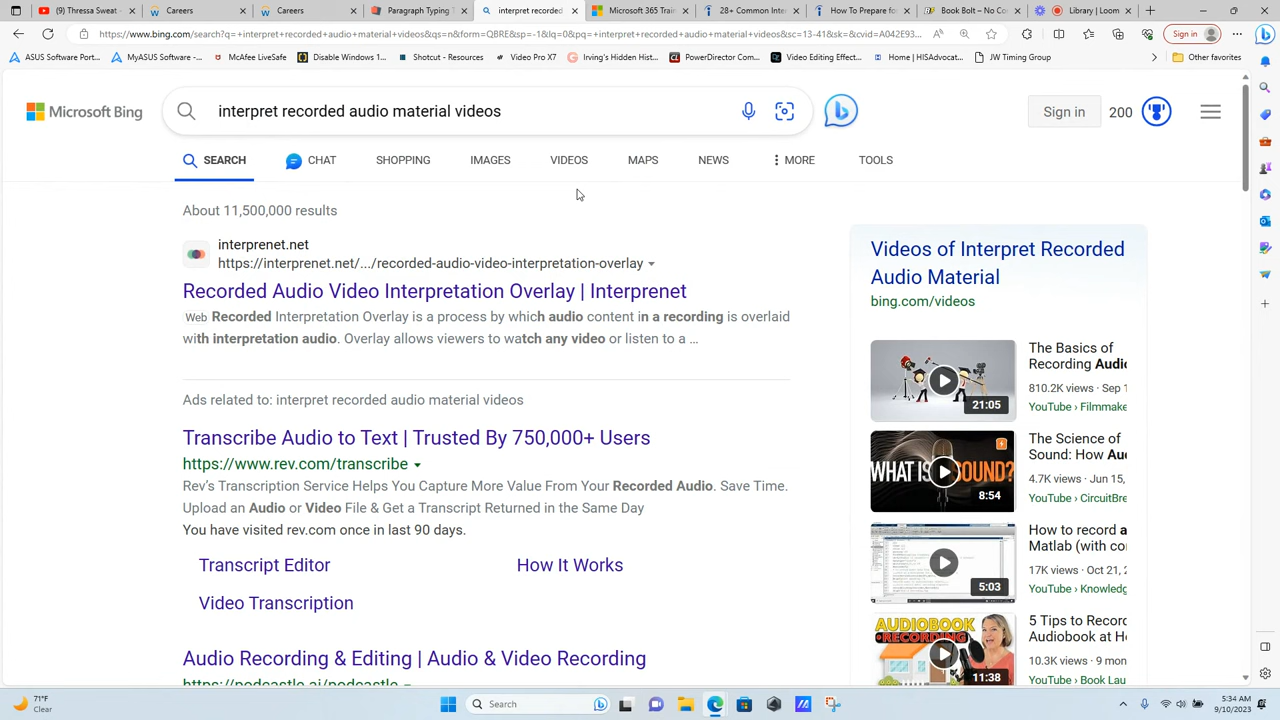 (9) Thressa Sweat -
Careers
Careers
Paragraph Typing T
interpret recorded
Microsoft 365 Train
28+ Common Inte
How To Prepare fo
Book Bolt – No Co
Library | Loom
https://www.bing.com/search?q=+interpret+recorded+audio+material+videos&qs=n&form=QBRE&sp=-1&lq=0&pq=+interpret+recorded+audio+material+videos&sc=13-41&sk=&cvid=A042E93...
Sign in
ASUS Software Port...
MyASUS Software -...
McAfee LiveSafe
Disable Windows 1...
Shotcut - Resources
Video Pro X7
Irving's Hidden Hist...
PowerDirector Com...
Video Editing Effect...
Home | HISAdvocat...
JW Timing Group
Other favorites
Microsoft Bing
interpret recorded audio material videos
Sign in
200
SEARCH
CHAT
SHOPPING
IMAGES
VIDEOS
MAPS
NEWS
MORE
TOOLS
About 11,500,000 results
interprenet.net
https://interprenet.net/.../recorded-audio-video-interpretation-overlay
Recorded Audio Video Interpretation Overlay | Interprenet
Web Recorded Interpretation Overlay is a process by which audio content in a recording is overlaid
with interpretation audio. Overlay allows viewers to watch any video or listen to a ...
Ads related to: interpret recorded audio material videos
Transcribe Audio to Text | Trusted By 750,000+ Users
https://www.rev.com/transcribe
Rev's Transcription Service Helps You Capture More Value From Your Recorded Audio. Save Time.
Upload an Audio or Video File & Get a Transcript Returned in the Same Day
You have visited rev.com once in last 90 days.
Transcript Editor
How It Works
Video Transcription
Audio Recording & Editing | Audio & Video Recording
Videos of Interpret Recorded
Audio Material
bing.com/videos
21:05
The Basics of
Recording Audio
810.2K views · Sep 1
YouTube › Filmmake
WHAT IS SOUND?
8:54
The Science of
Sound: How Aud
4.7K views · Jun 15,
YouTube › CircuitBre
5:03
How to record a
Matlab (with co
17K views · Oct 21, 2
YouTube › Knowledg
AUDIOBOOK
RECORDING
11:38
5 Tips to Record
Audiobook at Ho
10.3K views · 9 mon
YouTube › Book Lau
71°F
Clear
Search
5:34 AM
9/10/2023